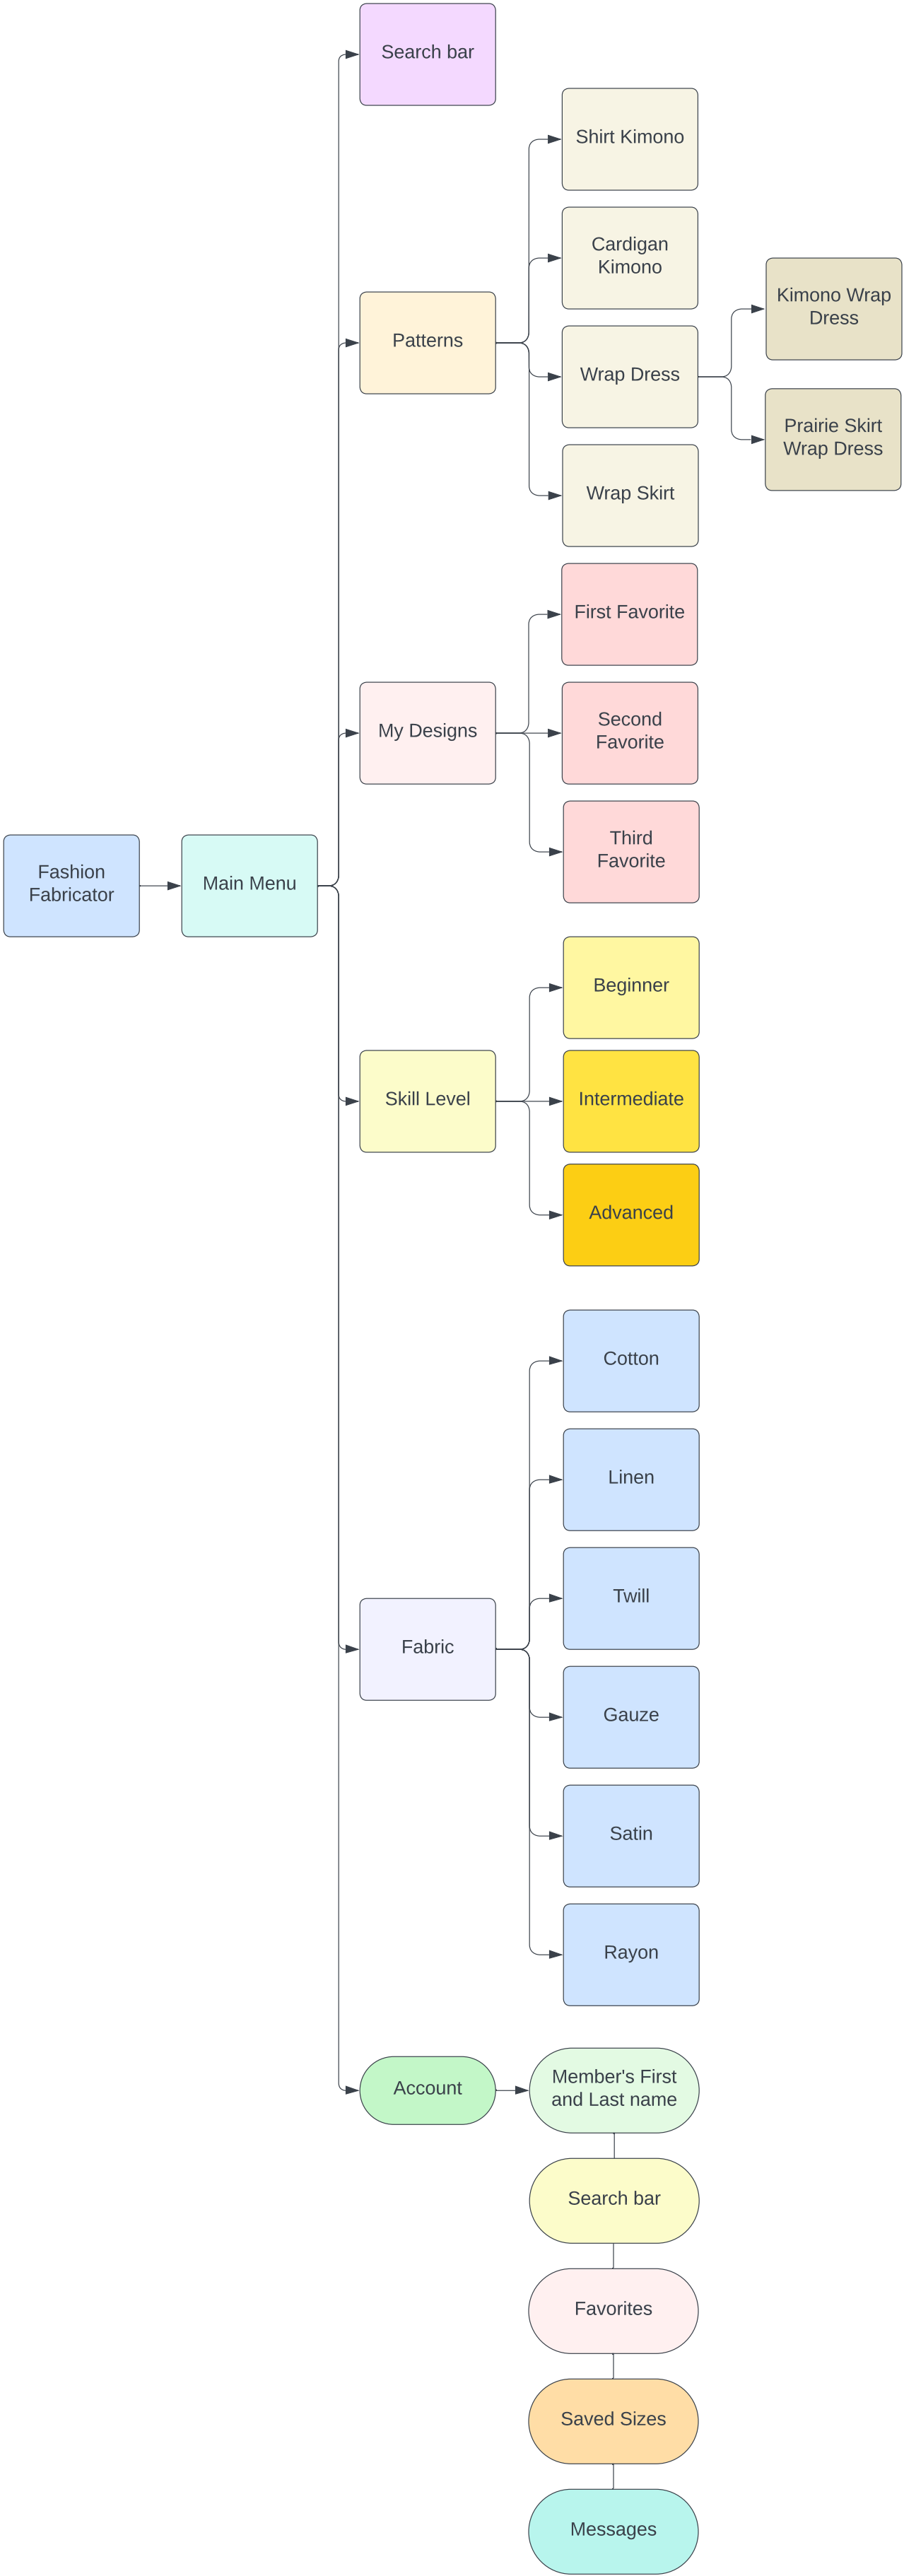 Search bar
Shirt Kimono
Cardigan
Kimono
Kimono Wrap
Dress
Patterns
Wrap Dress
Prairie Skirt
Wrap Dress
Wrap Skirt
First Favorite
My Designs
Second
Favorite
Third
Favorite
Fashion
Fabricator
Main Menu
Beginner
Skill Level
Intermediate
Advanced
Cotton
Linen
Twill
Fabric
Gauze
Satin
Rayon
Account
Member's First
and Last name
Search bar
Favorites
Saved Sizes
Messages